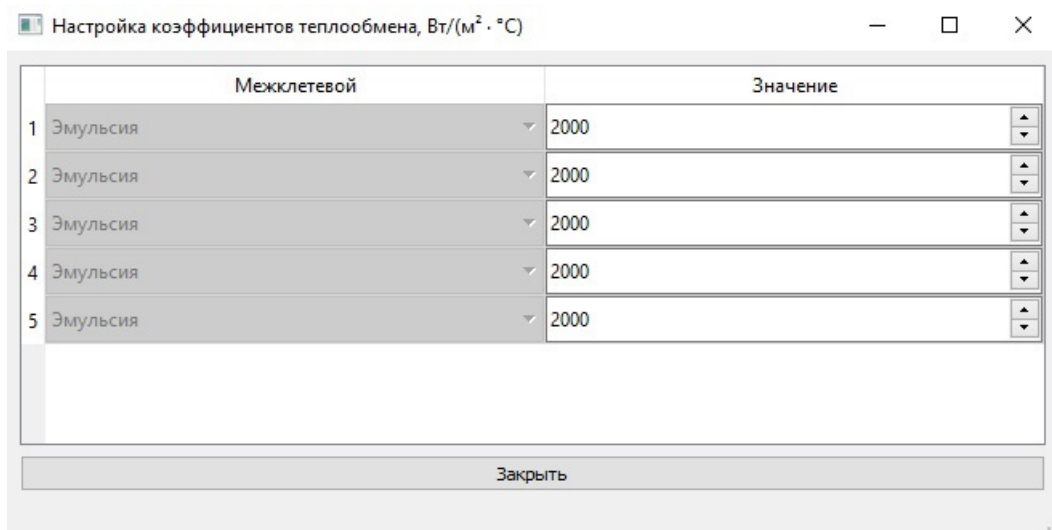 Настройка коэффициентов теплообмена, Вт/(м² · °C)
Межклетевой Значение
1 Эмульсия 2000
2 Эмульсия 2000
3 Эмульсия 2000
4 Эмульсия 2000
5 Эмульсия 2000
Закрыть